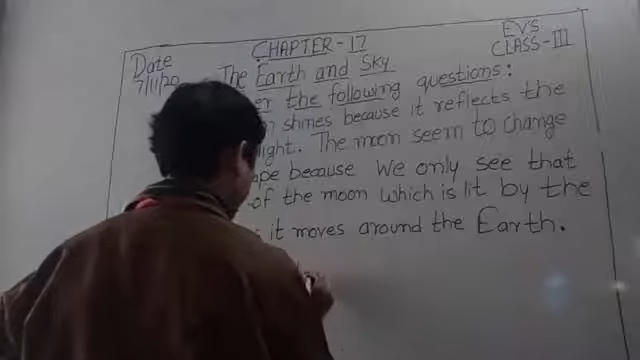 Date CHAPTER-17 EVS
7/11/20 The Earth and Sky CLASS-III
the following questions:
shines because it reflects the
light. The moon seem to change
because We only see that
of the moon which is lit by the
it moves around the Earth.